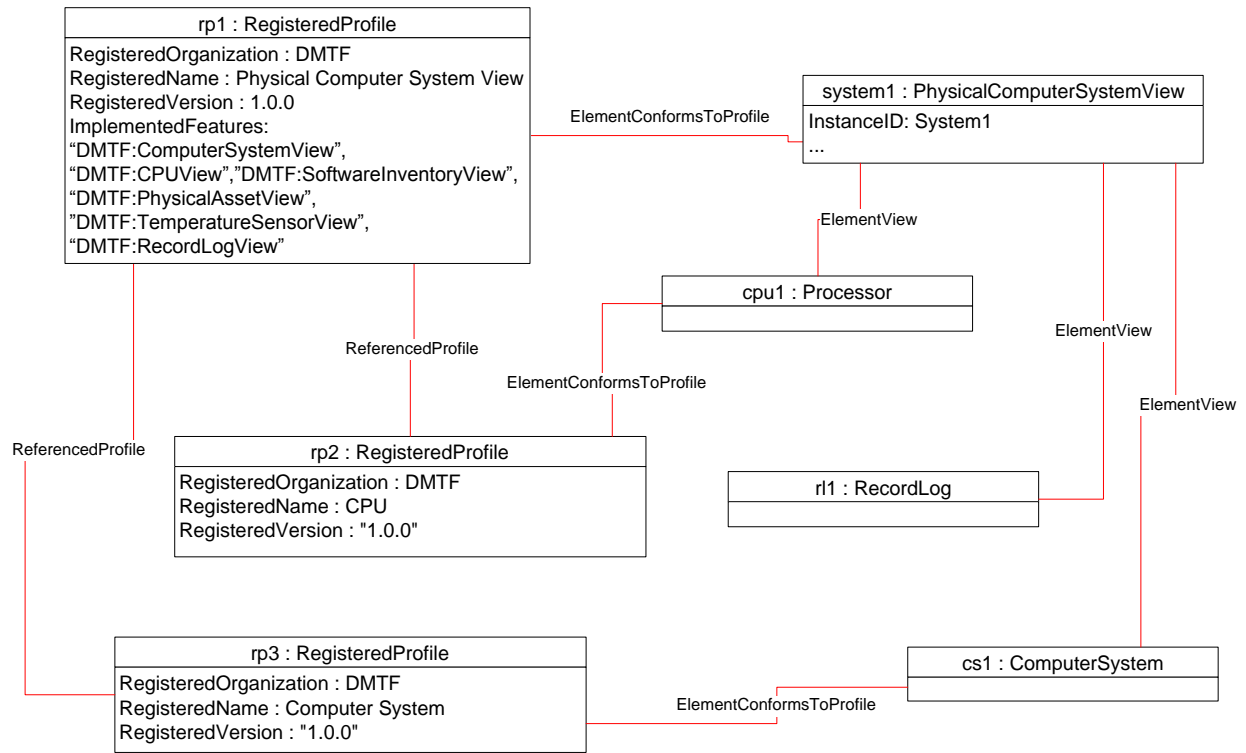 rp1 : RegisteredProfile
RegisteredOrganization : DMTF
RegisteredName : Physical Computer System View
RegisteredVersion : 1.0.0
ImplementedFeatures:
“DMTF:ComputerSystemView”,
“DMTF:CPUView”,”DMTF:SoftwareInventoryView”,
“DMTF:PhysicalAssetView”,
”DMTF:TemperatureSensorView”,
“DMTF:RecordLogView”
ElementConformsToProfile
system1 : PhysicalComputerSystemView
InstanceID: System1
...
ElementView
cpu1 : Processor
ElementView
ReferencedProfile
ElementConformsToProfile
ElementView
ReferencedProfile
rp2 : RegisteredProfile
RegisteredOrganization : DMTF
RegisteredName : CPU
RegisteredVersion : "1.0.0"
rl1 : RecordLog
rp3 : RegisteredProfile
RegisteredOrganization : DMTF
RegisteredName : Computer System
RegisteredVersion : "1.0.0"
ElementConformsToProfile
cs1 : ComputerSystem